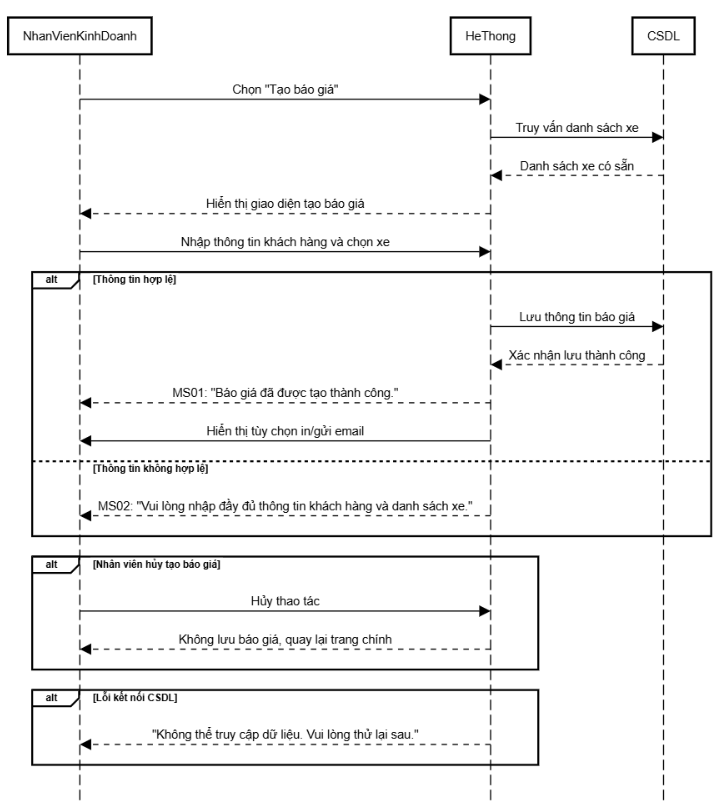 NhanVienKinhDoanh
HeThong
CSDL
Chọn "Tạo báo giá"
Truy vấn danh sách xe
Danh sách xe có sẵn
Hiển thị giao diện tạo báo giá
Nhập thông tin khách hàng và chọn xe
alt
[Thông tin hợp lệ]
Lưu thông tin báo giá
Xác nhận lưu thành công
MS01: "Báo giá đã được tạo thành công."
Hiển thị tùy chọn in/gửi email
[Thông tin không hợp lệ]
MS02: "Vui lòng nhập đầy đủ thông tin khách hàng và danh sách xe."
alt
[Nhân viên hủy tạo báo giá]
Hủy thao tác
Không lưu báo giá, quay lại trang chính
alt
[Lỗi kết nối CSDL]
"Không thể truy cập dữ liệu. Vui lòng thử lại sau."